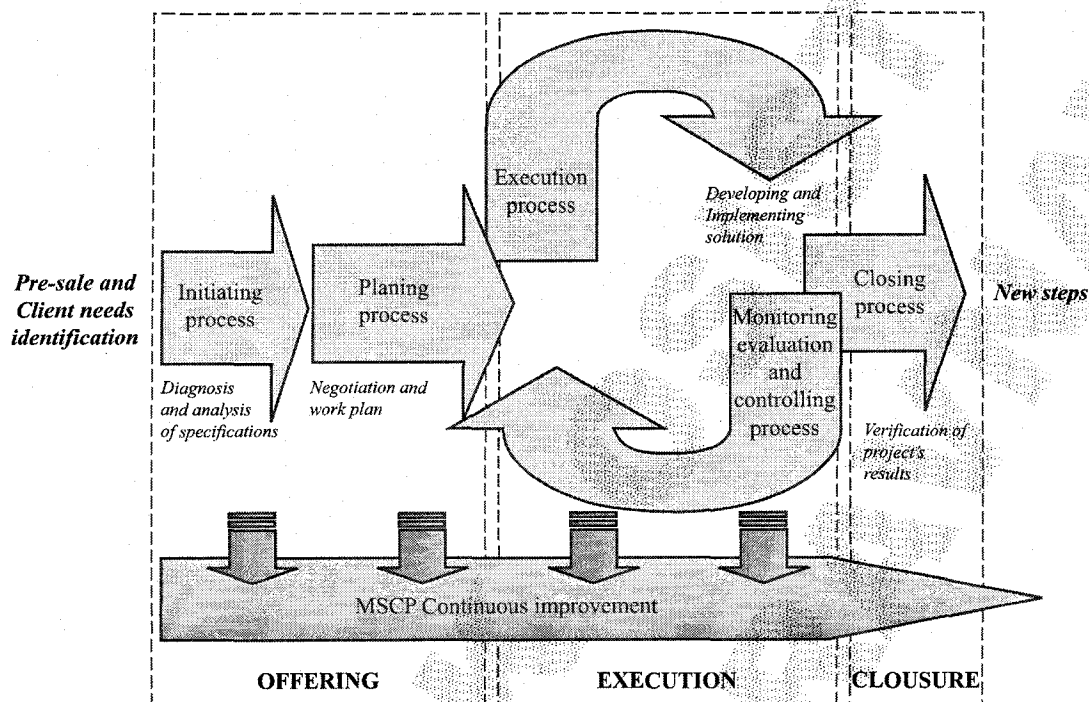 Pre-sale and
Client needs
identification
Initiating
process
Diagnosis
and analysis
of specifications
Planing
process
Negotiation and
work plan
Execution
process
Developing and
Implementing
solution
Monitoring
evaluation
and
controlling
process
Closing
process
Verification of
project's
results
New steps
MSCP Continuous improvement
OFFERING
EXECUTION
CLOUSURE